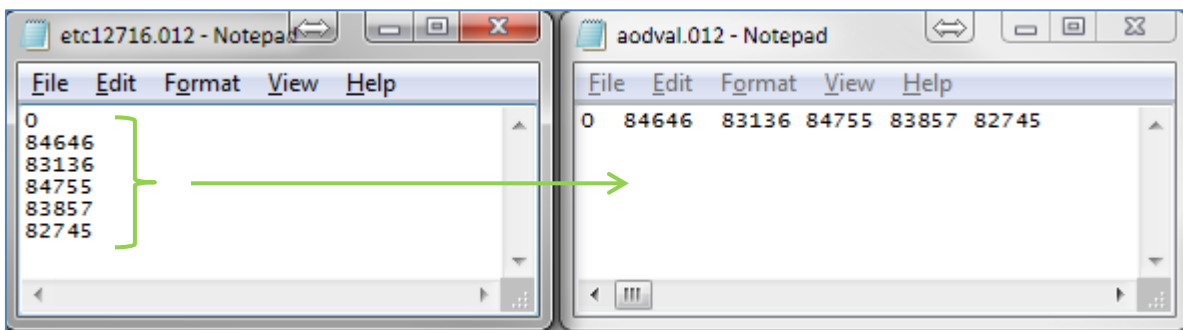 etc12716.012 - Notepad
File Edit Format View Help
0
84646
83136
84755
83857
82745
aodval.012 - Notepad
File Edit Format View Help
0 84646 83136 84755 83857 82745